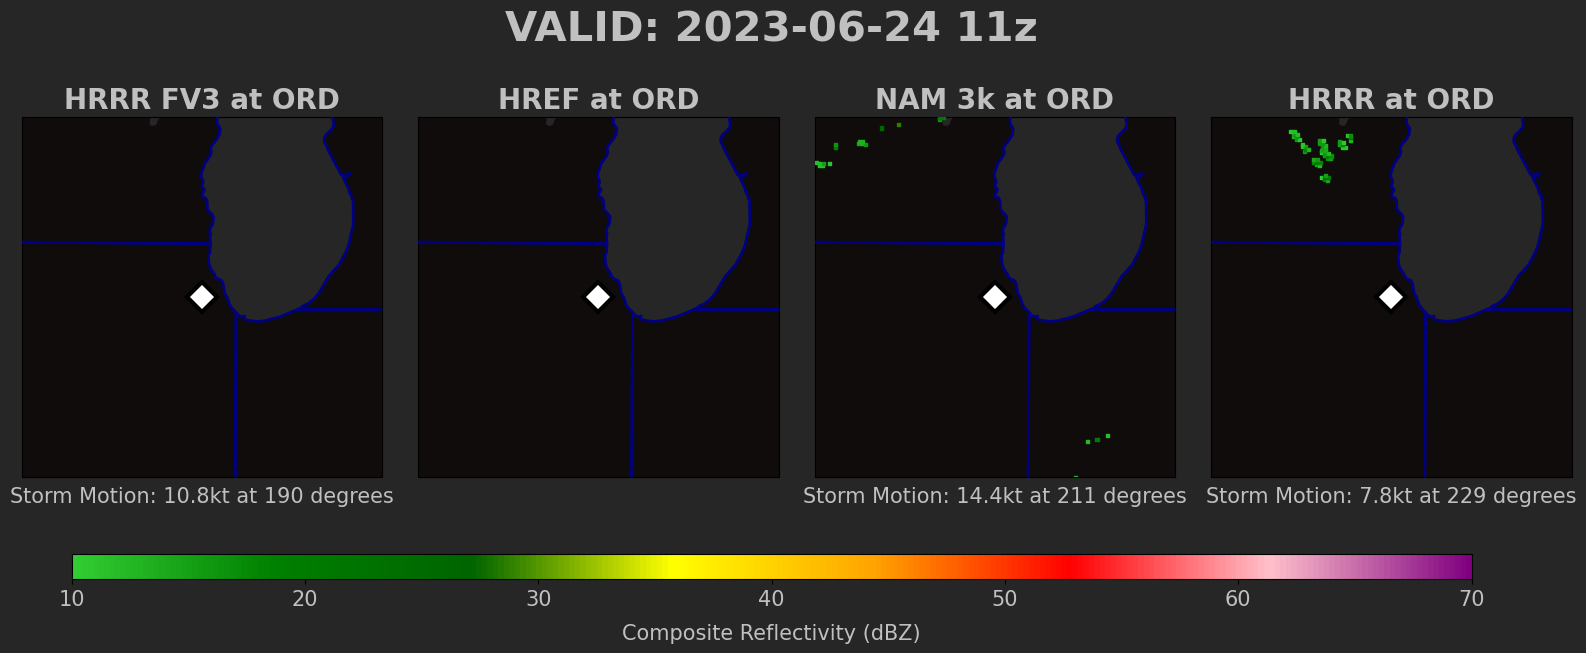 VALID: 2023-06-24 11z
HRRR FV3 at ORD
HREF at ORD
NAM 3k at ORD
HRRR at ORD
Storm Motion: 10.8kt at 190 degrees
Storm Motion: 14.4kt at 211 degrees
Storm Motion: 7.8kt at 229 degrees
10 20 30 40 50 60 70
Composite Reflectivity (dBZ)